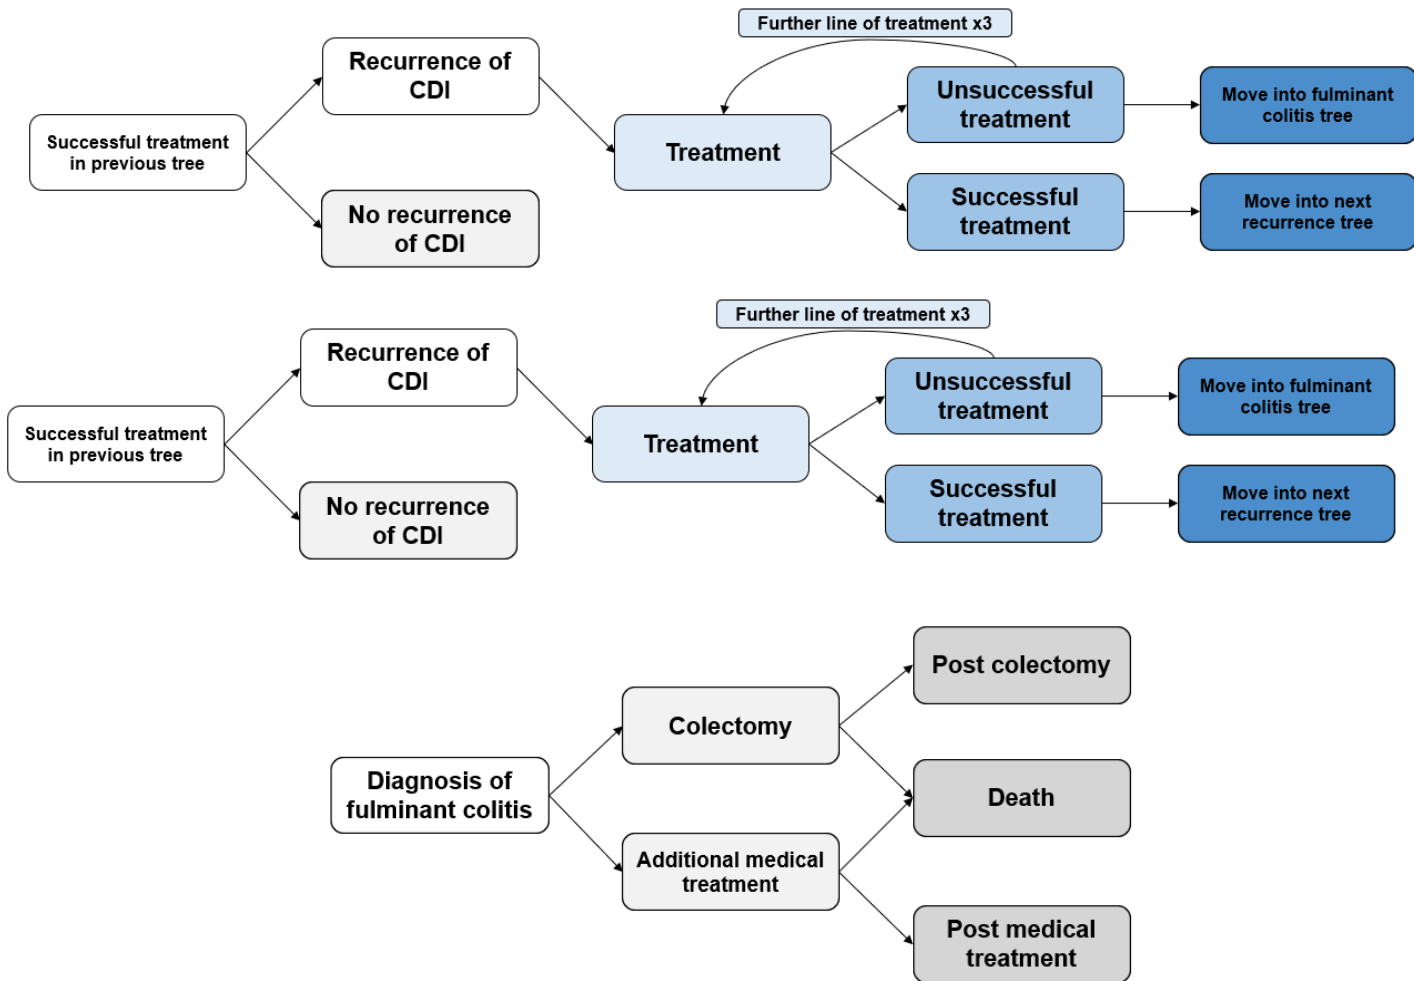 Further line of treatment x3
Recurrence of
CDI
Unsuccessful
treatment
Move into fulminant
colitis tree
Successful treatment
in previous tree
Treatment
No recurrence
of CDI
Successful
treatment
Move into next
recurrence tree
Further line of treatment x3
Recurrence of
CDI
Unsuccessful
treatment
Move into fulminant
colitis tree
Successful treatment
in previous tree
Treatment
No recurrence
of CDI
Successful
treatment
Move into next
recurrence tree
Post colectomy
Colectomy
Diagnosis of
fulminant colitis
Death
Additional medical
treatment
Post medical
treatment